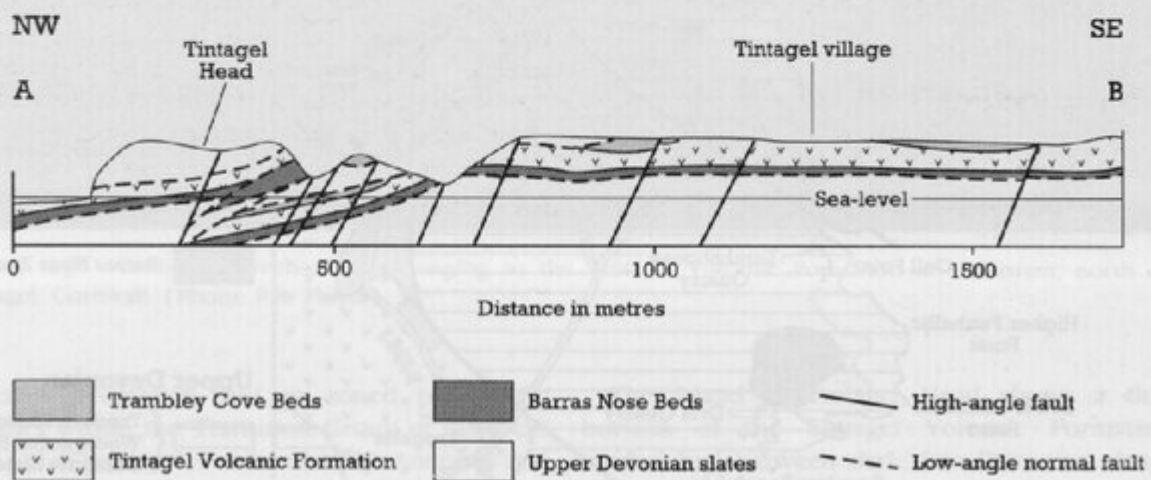 NW
SE
Tintagel
Head
Tintagel village
A
B
Sea-level
0
500
1000
1500
Distance in metres
Trambley Cove Beds
Barras Nose Beds
High-angle fault
Tintagel Volcanic Formation
Upper Devonian slates
Low-angle normal fault